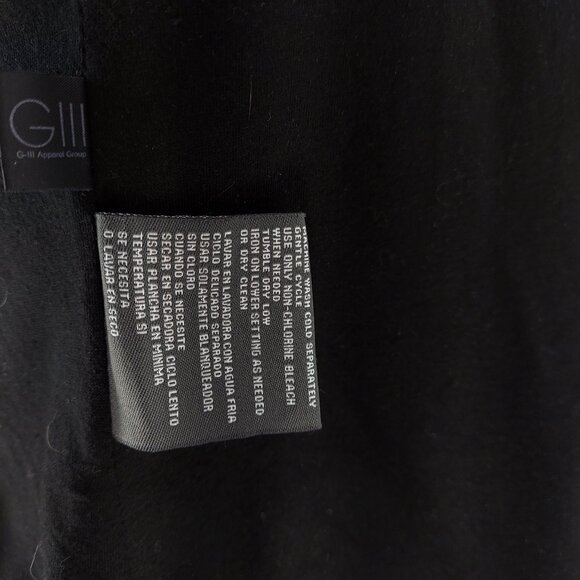 GIII
G-III Apparel Group
MACHINE WASH COLD SEPARATELY
GENTLE CYCLE
USE ONLY NON-CHLORINE BLEACH
WHEN NEEDED
TUMBLE DRY LOW
IRON ON LOWER SETTING AS NEEDED
OR DRY CLEAN
LAVAR EN LAVADORA CON AGUA FRIA
CICLO DELICADO SEPARADO
USAR SOLAMENTE BLANQUEADOR
SIN CLORO
CUANDO SE NECESITE
SECAR EN SECADORA CICLO LENTO
USAR PLANCHA EN MINIMA
TEMPERATURA SI
SE NECESITA
O LAVAR EN SECO